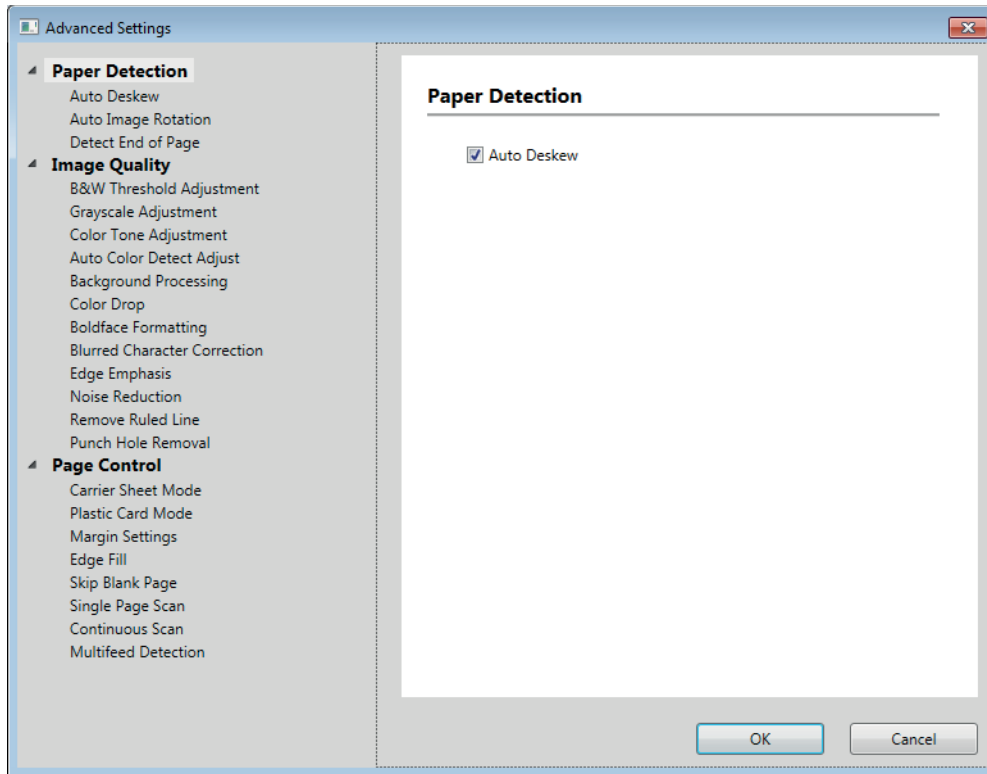 Advanced Settings
Paper Detection
Auto Deskew
Auto Image Rotation
Detect End of Page
Image Quality
B&W Threshold Adjustment
Grayscale Adjustment
Color Tone Adjustment
Auto Color Detect Adjust
Background Processing
Color Drop
Boldface Formatting
Blurred Character Correction
Edge Emphasis
Noise Reduction
Remove Ruled Line
Punch Hole Removal
Page Control
Carrier Sheet Mode
Plastic Card Mode
Margin Settings
Edge Fill
Skip Blank Page
Single Page Scan
Continuous Scan
Multifeed Detection
Paper Detection
Auto Deskew
OK
Cancel